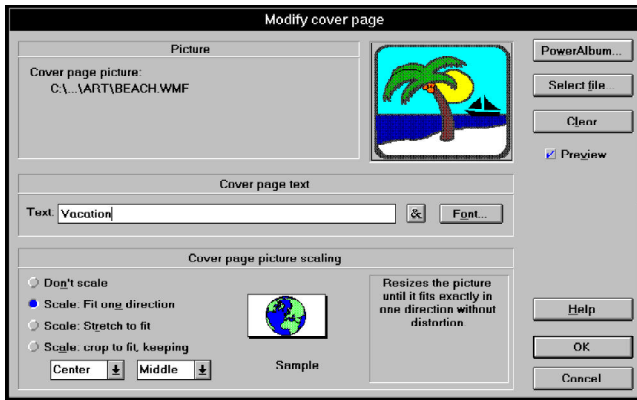 Modify cover page
Picture
Cover page picture:
C:\...\ART\BEACH.WMF
PowerAlbum...
Select file...
Clear
Preview
Cover page text
Text: Vacation
&
Font...
Cover page picture scaling
Don't scale
Scale: Fit one direction
Scale: Stretch to fit
Scale: crop to fit, keeping
Center
Middle
Sample
Resizes the picture
until it fits exactly in
one direction without
distortion.
Help
OK
Cancel